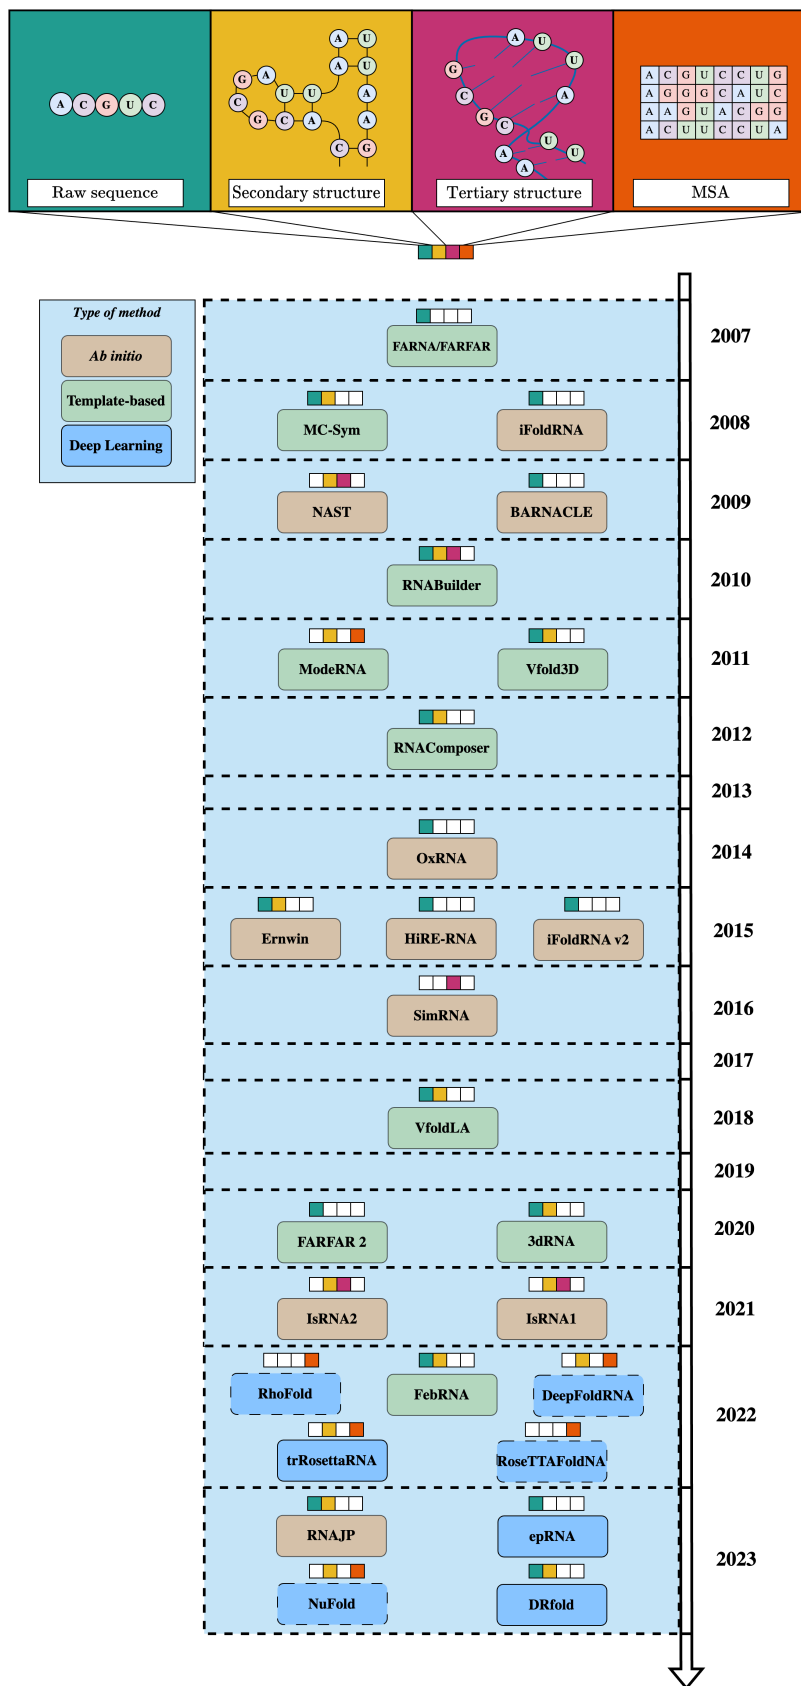 A C G U C
A U
A U
G A
U U A
C
G C A A
C G
A U
U
G
C A
G C
U
A U
A
A C G U C C U G
A G G G C A U C
A A G U A C G G
A C U U C C U A
Raw sequence
Secondary structure
Tertiary structure
MSA
Type of method
Ab initio
Template-based
Deep Learning
FARNA/FARFAR
2007
MC-Sym
iFoldRNA
2008
NAST
BARNACLE
2009
RNABuilder
2010
ModeRNA
Vfold3D
2011
RNAComposer
2012
2013
OxRNA
2014
Ernwin
HiRE-RNA
iFoldRNA v2
2015
SimRNA
2016
2017
VfoldLA
2018
2019
FARFAR 2
3dRNA
2020
IsRNA2
IsRNA1
2021
RhoFold
FebRNA
DeepFoldRNA
2022
trRosettaRNA
RoseTTAFoldNA
RNAJP
epRNA
2023
NuFold
DRfold